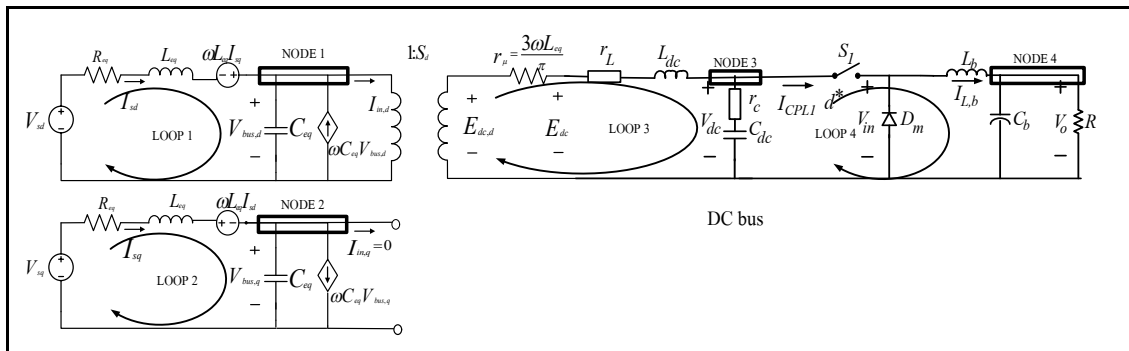 R_eq L_eq ωL_eq I_sq NODE 1 1:S_d
I_sd I_in,d
V_sd LOOP 1 V_bus,d C_eq
ωC_eq V_bus,d
r_μ = 3ωL_eq/π r_L L_dc NODE 3 S_1 L_b NODE 4
I_CPL1 d* I_L,b
E_dc,d E_dc LOOP 3 V_dc r_c C_dc LOOP 4 V_in D_m C_b V_o R
DC bus
R_eq L_eq ωL_eq I_sd NODE 2
I_sq I_in,q = 0
V_sq LOOP 2 V_bus,q C_eq
ωC_eq V_bus,q